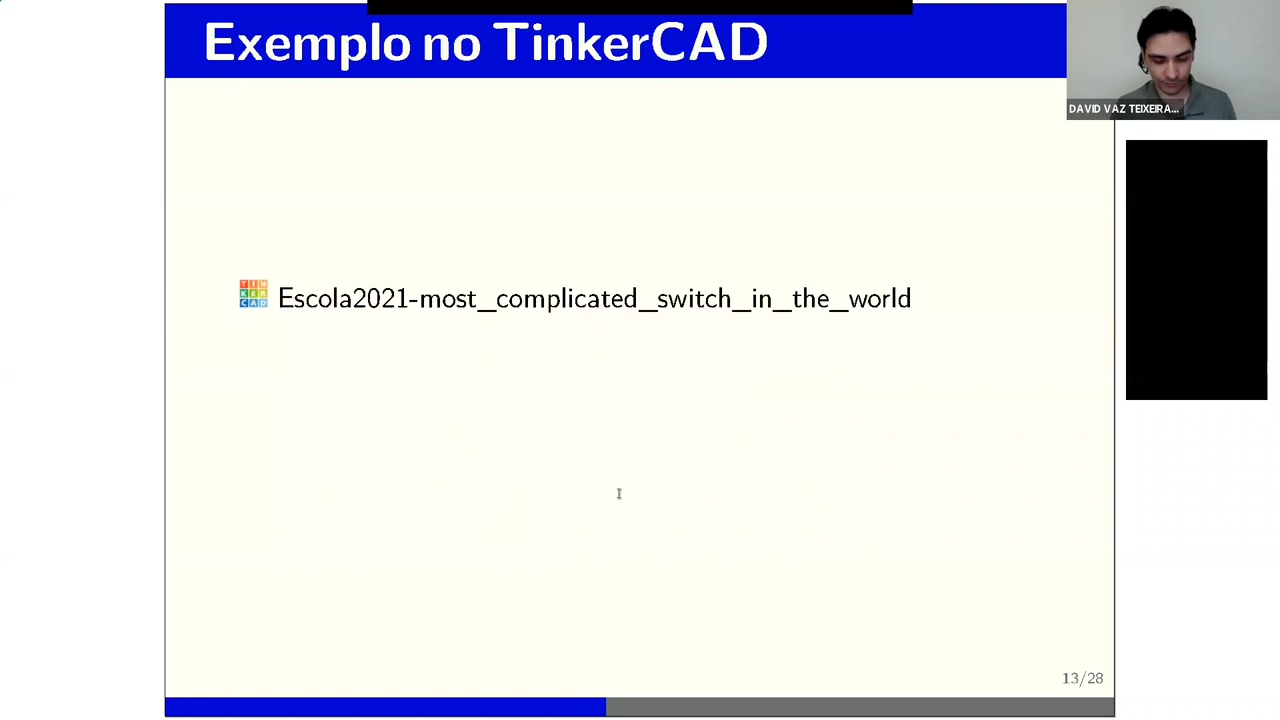 Exemplo no TinkerCAD
DAVID VAZ TEIXEIRA...
TIN
KER
CAD
Escola2021-most_complicated_switch_in_the_world
13/28